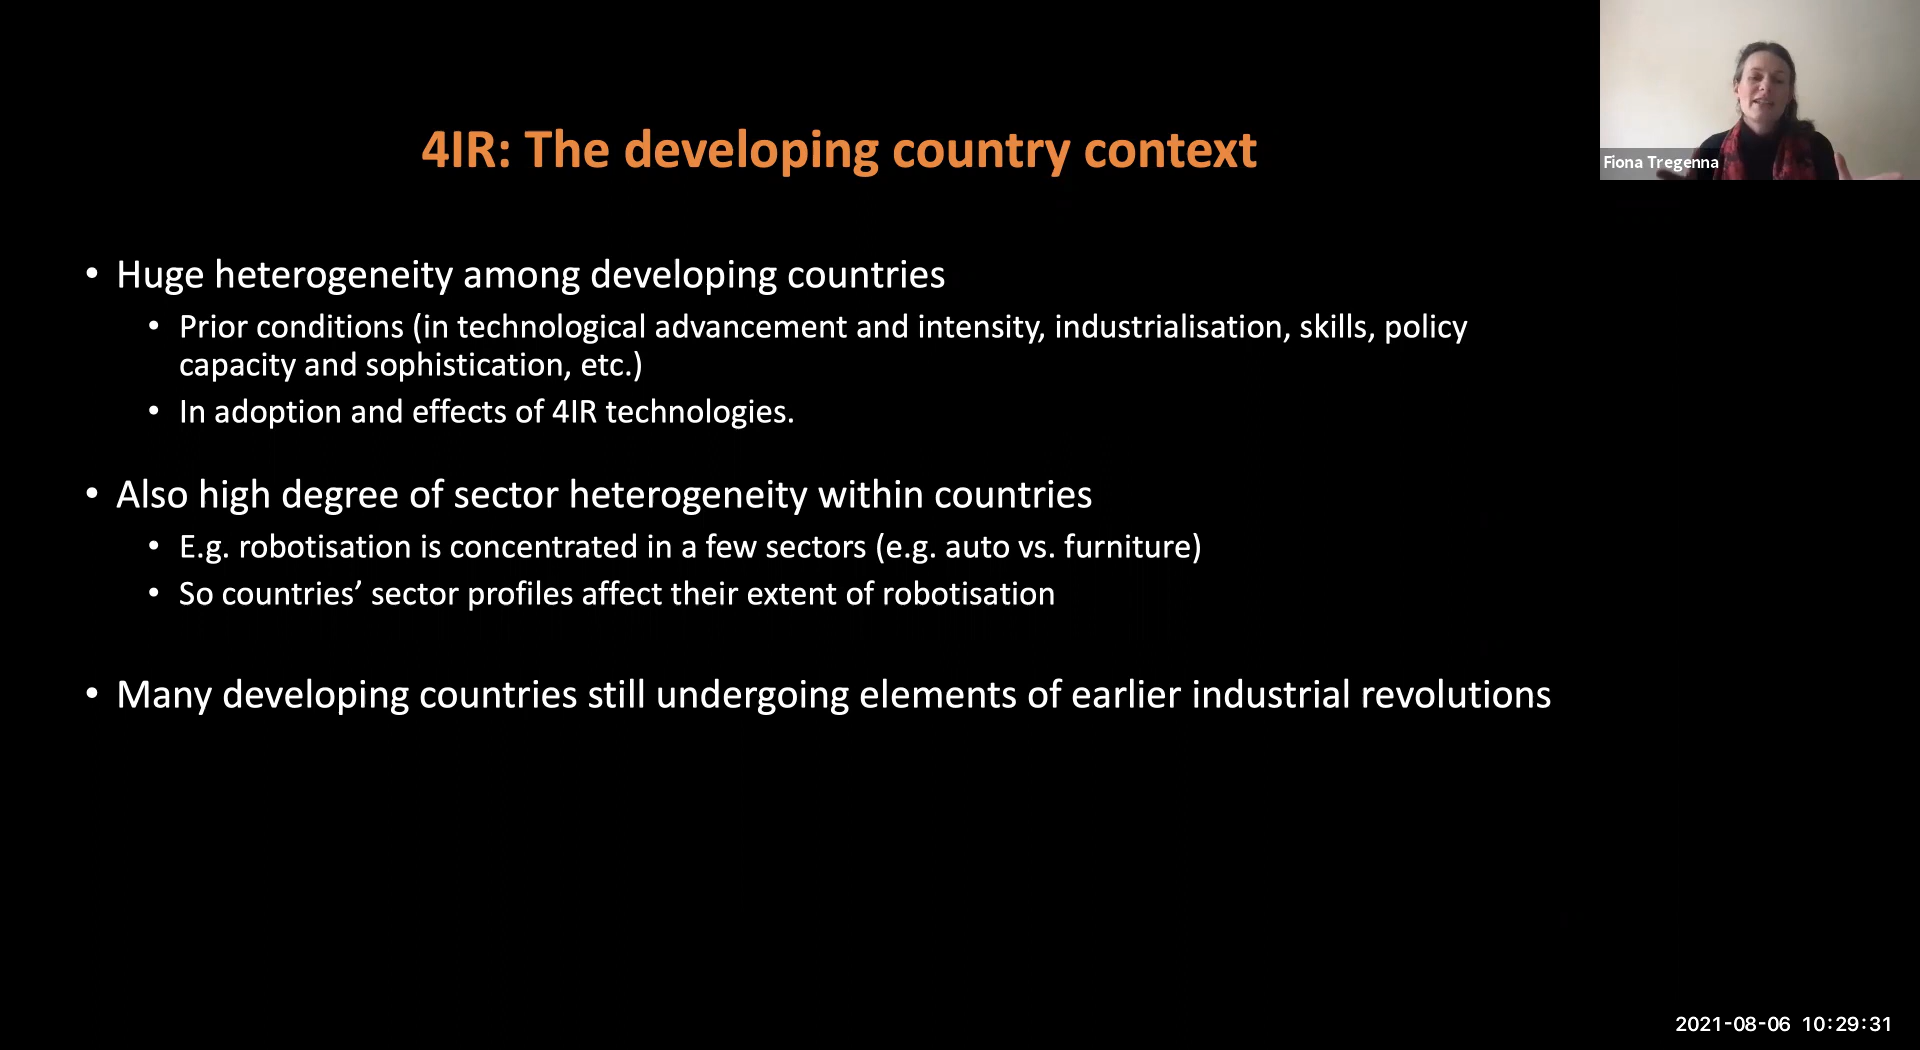 4IR: The developing country context
Fiona Tregenna
• Huge heterogeneity among developing countries
• Prior conditions (in technological advancement and intensity, industrialisation, skills, policy
capacity and sophistication, etc.)
• In adoption and effects of 4IR technologies.
• Also high degree of sector heterogeneity within countries
• E.g. robotisation is concentrated in a few sectors (e.g. auto vs. furniture)
• So countries’ sector profiles affect their extent of robotisation
• Many developing countries still undergoing elements of earlier industrial revolutions
2021-08-06 10:29:31